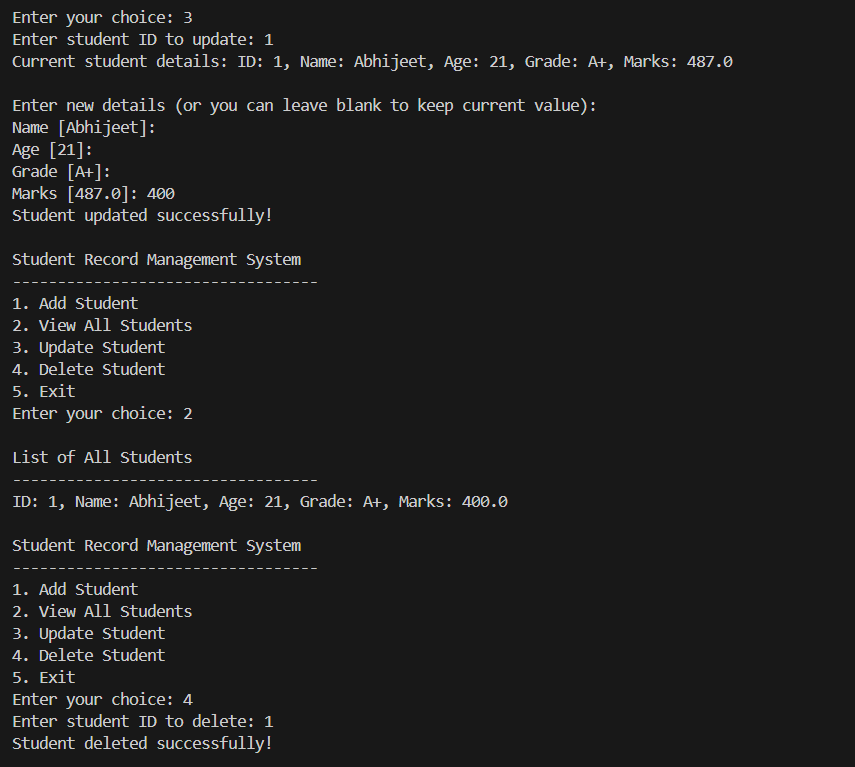 Enter your choice: 3
Enter student ID to update: 1
Current student details: ID: 1, Name: Abhijeet, Age: 21, Grade: A+, Marks: 487.0
Enter new details (or you can leave blank to keep current value):
Name [Abhijeet]:
Age [21]:
Grade [A+]:
Marks [487.0]: 400
Student updated successfully!
Student Record Management System
----------------------------------
1. Add Student
2. View All Students
3. Update Student
4. Delete Student
5. Exit
Enter your choice: 2
List of All Students
----------------------------------
ID: 1, Name: Abhijeet, Age: 21, Grade: A+, Marks: 400.0
Student Record Management System
----------------------------------
1. Add Student
2. View All Students
3. Update Student
4. Delete Student
5. Exit
Enter your choice: 4
Enter student ID to delete: 1
Student deleted successfully!